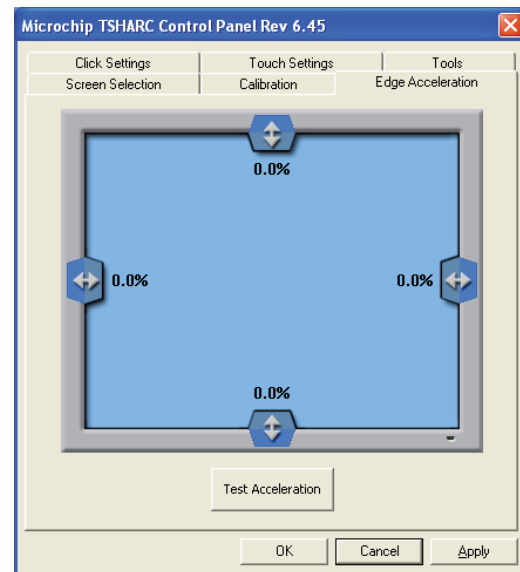 Microchip TSHARC Control Panel Rev 6.45
Click Settings Touch Settings Tools
Screen Selection Calibration Edge Acceleration
0.0%
0.0% 0.0%
0.0%
Test Acceleration
OK Cancel Apply